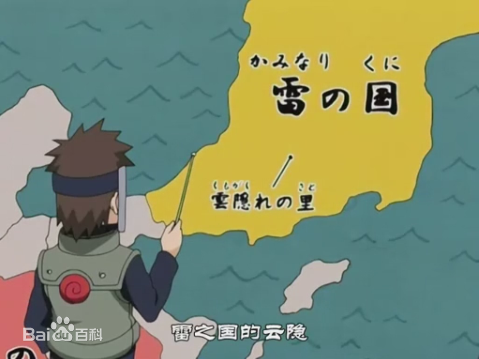 かみなり くに
雷の国
くもがく さと
雲隠れの里
の
雷之国的云隐
Bai百科